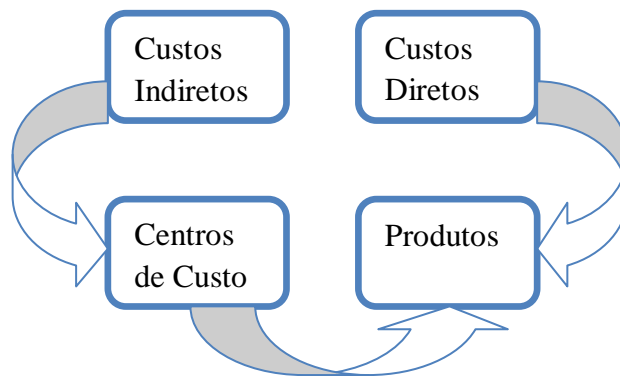 Custos
Indiretos
Custos
Diretos
Centros
de Custo
Produtos